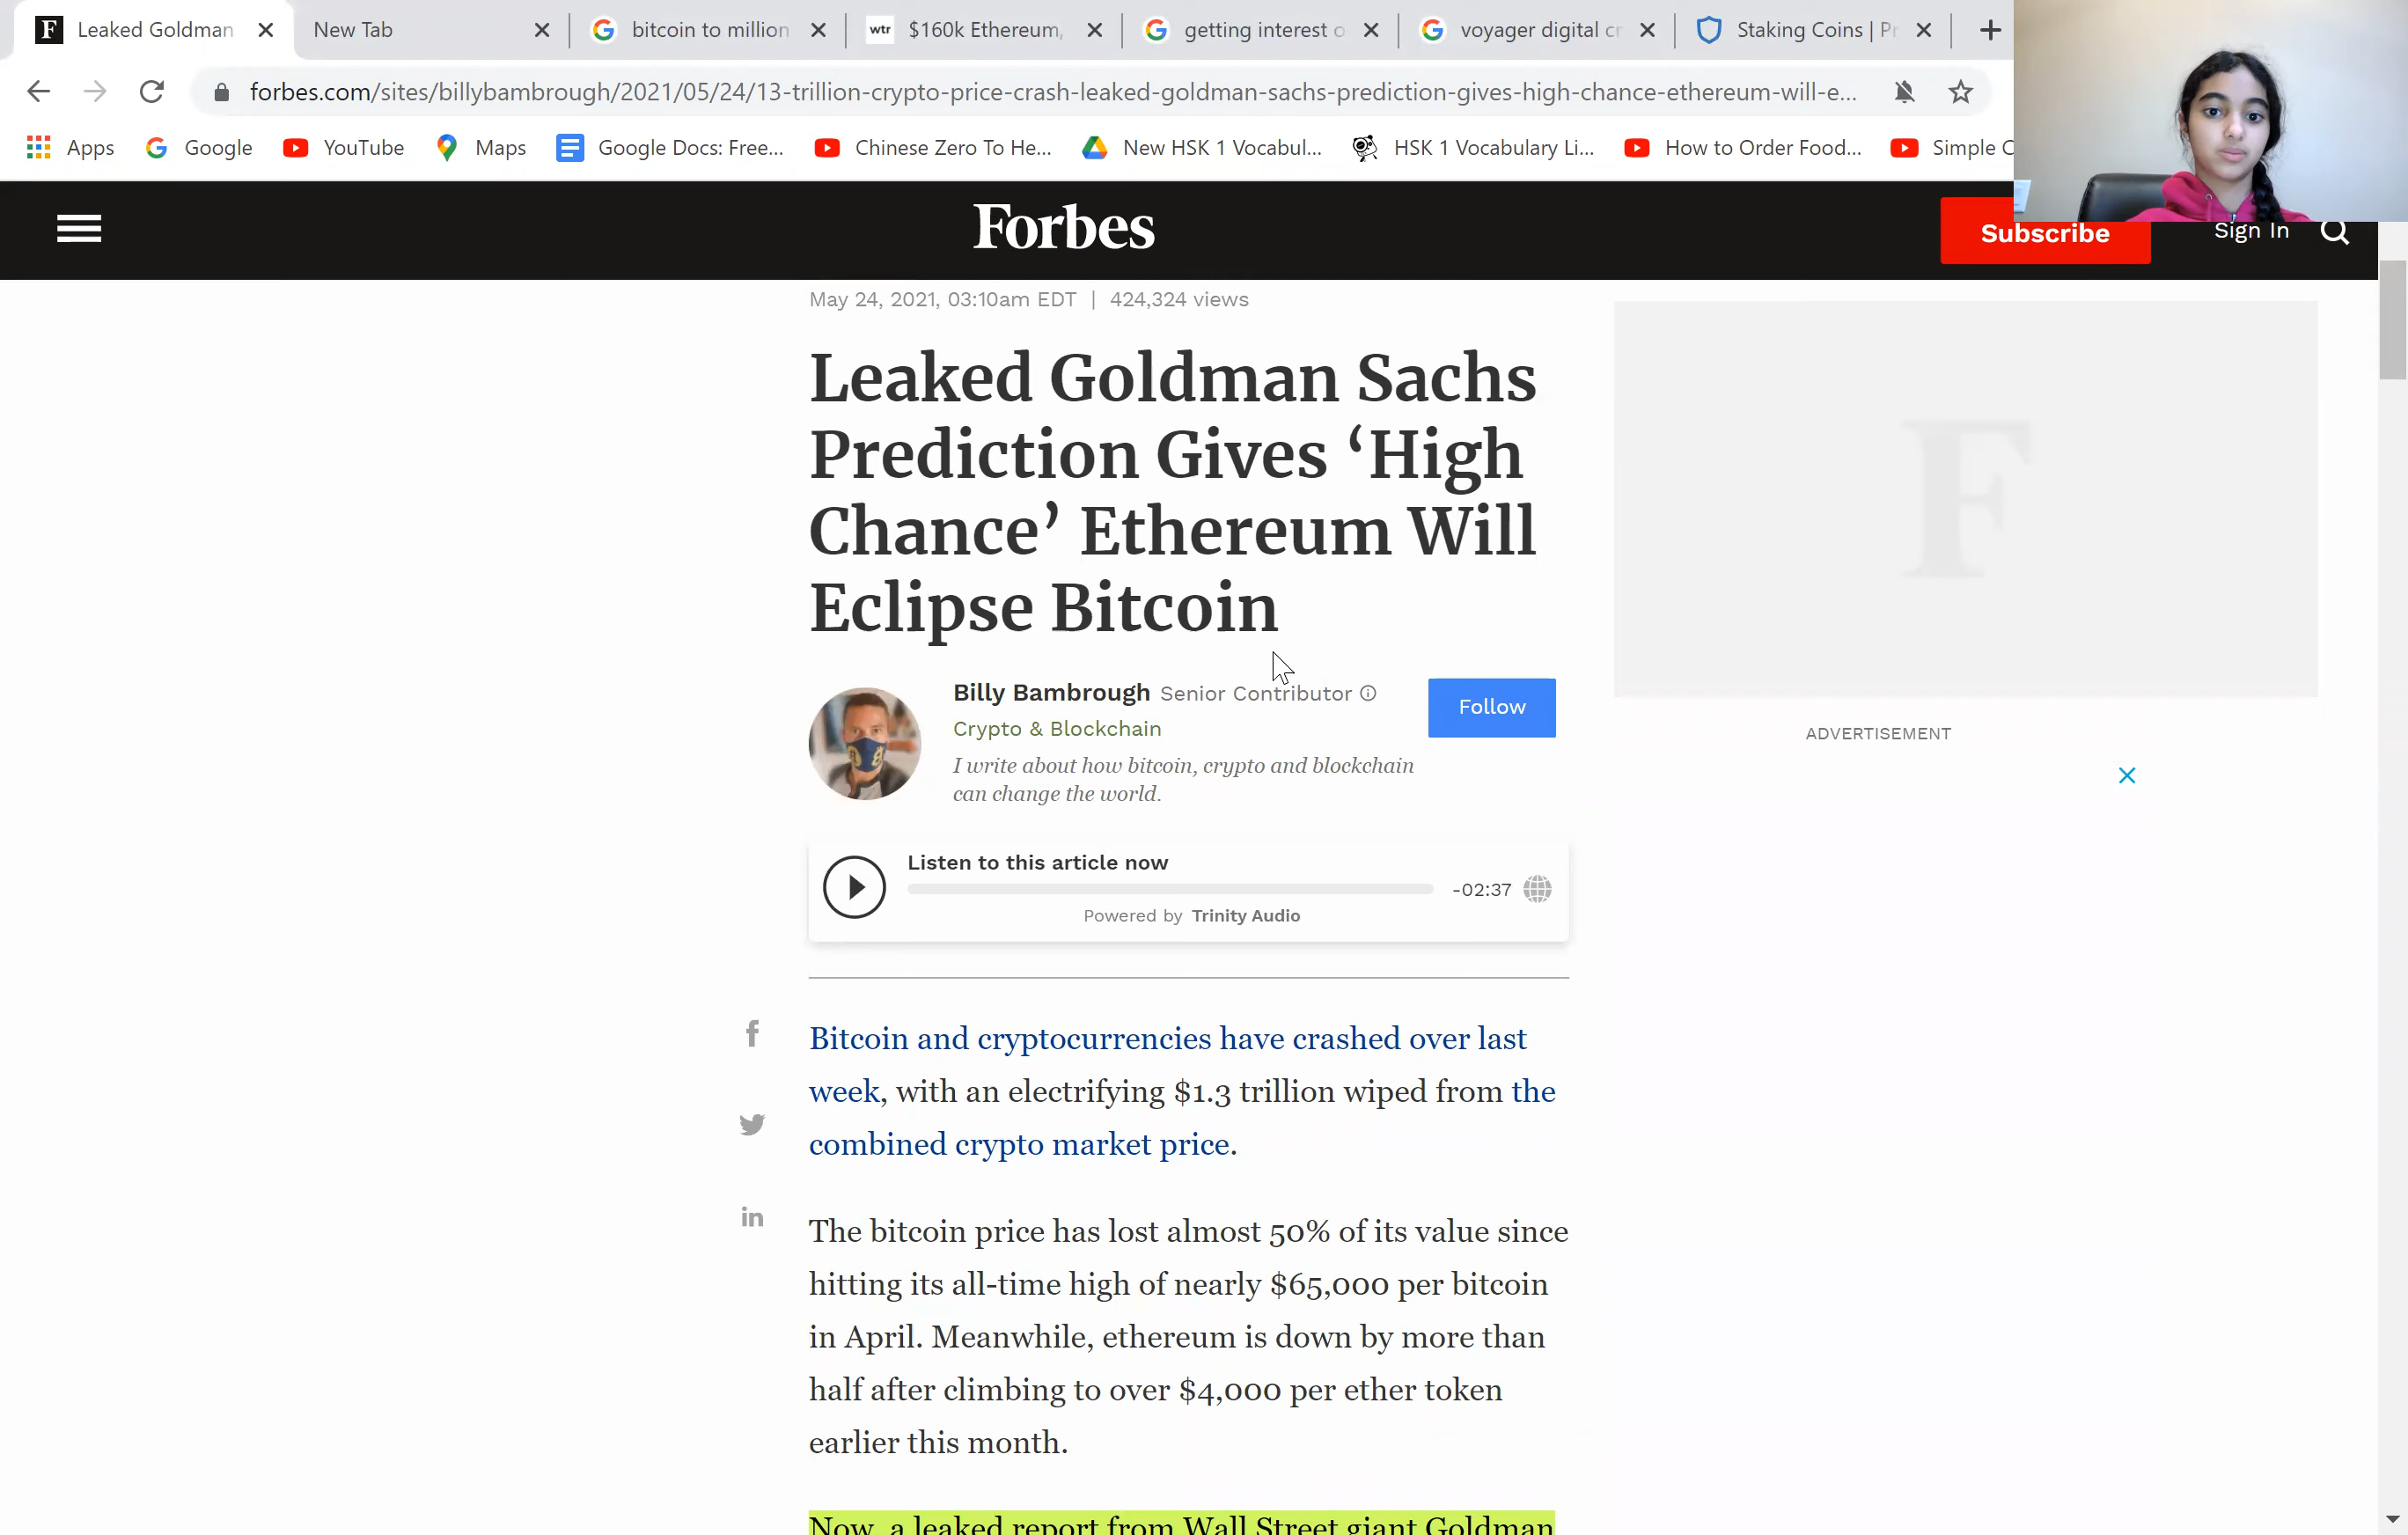 Leaked Goldman
New Tab
bitcoin to million
wtr $160k Ethereum,
getting interest o
voyager digital cr
Staking Coins | Pr
forbes.com/sites/billybambrough/2021/05/24/13-trillion-crypto-price-crash-leaked-goldman-sachs-prediction-gives-high-chance-ethereum-will-e...
Apps
Google
YouTube
Maps
Google Docs: Free...
Chinese Zero To He...
New HSK 1 Vocabul...
HSK 1 Vocabulary Li...
How to Order Food...
Simple C
Forbes
Subscribe
Sign In
May 24, 2021, 03:10am EDT | 424,324 views
Leaked Goldman Sachs
Prediction Gives ‘High
Chance’ Ethereum Will
Eclipse Bitcoin
Billy Bambrough Senior Contributor
Crypto & Blockchain
I write about how bitcoin, crypto and blockchain
can change the world.
Follow
ADVERTISEMENT
Listen to this article now
-02:37
Powered by Trinity Audio
Bitcoin and cryptocurrencies have crashed over last
week, with an electrifying $1.3 trillion wiped from the
combined crypto market price.
The bitcoin price has lost almost 50% of its value since
hitting its all-time high of nearly $65,000 per bitcoin
in April. Meanwhile, ethereum is down by more than
half after climbing to over $4,000 per ether token
earlier this month.
Now, a leaked report from Wall Street giant Goldman